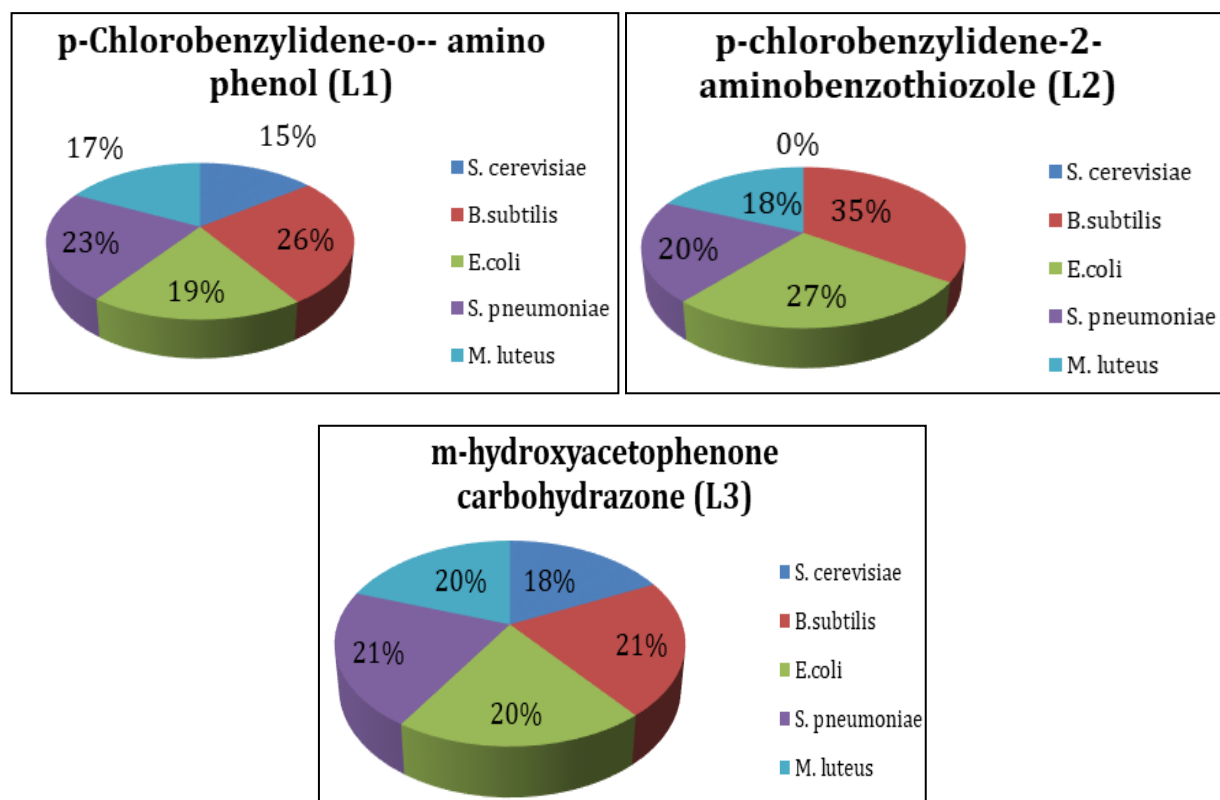 p-Chlorobenzylidene-o-- amino
phenol (L1)
17%
15%
23%
26%
19%
S. cerevisiae
B.subtilis
E.coli
S. pneumoniae
M. luteus
p-chlorobenzylidene-2-
aminobenzothiozole (L2)
0%
18%
35%
20%
27%
S. cerevisiae
B.subtilis
E.coli
S. pneumoniae
M. luteus
m-hydroxyacetophenone
carbohydrazone (L3)
20%
18%
21%
21%
20%
S. cerevisiae
B.subtilis
E.coli
S. pneumoniae
M. luteus